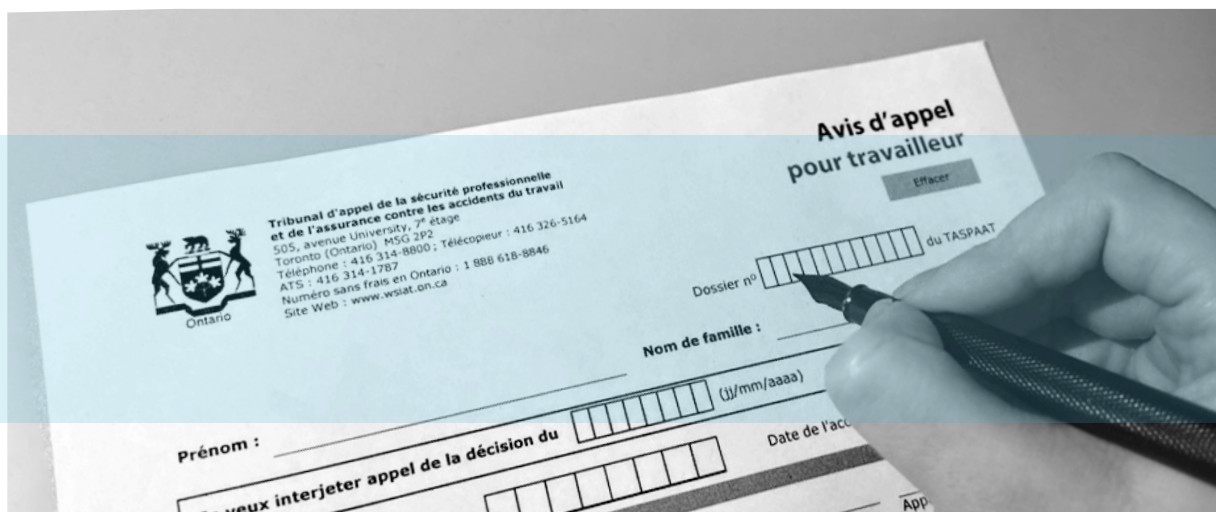 Avis d'appel
pour travailleur
Effacer
Tribunal d'appel de la sécurité professionnelle
et de l'assurance contre les accidents du travail
505, avenue University, 7e étage
Toronto (Ontario) M5G 2P2
Téléphone : 416 314-8800 ; Télécopieur : 416 326-5164
ATS : 416 314-1787
Numéro sans frais en Ontario : 1 888 618-8846
Site Web : www.wsiat.on.ca
Ontario
Dossier nº du TASPAAT
Nom de famille :
Prénom :
veux interjeter appel de la décision du (jj/mm/aaaa)
Date de l'acc
App